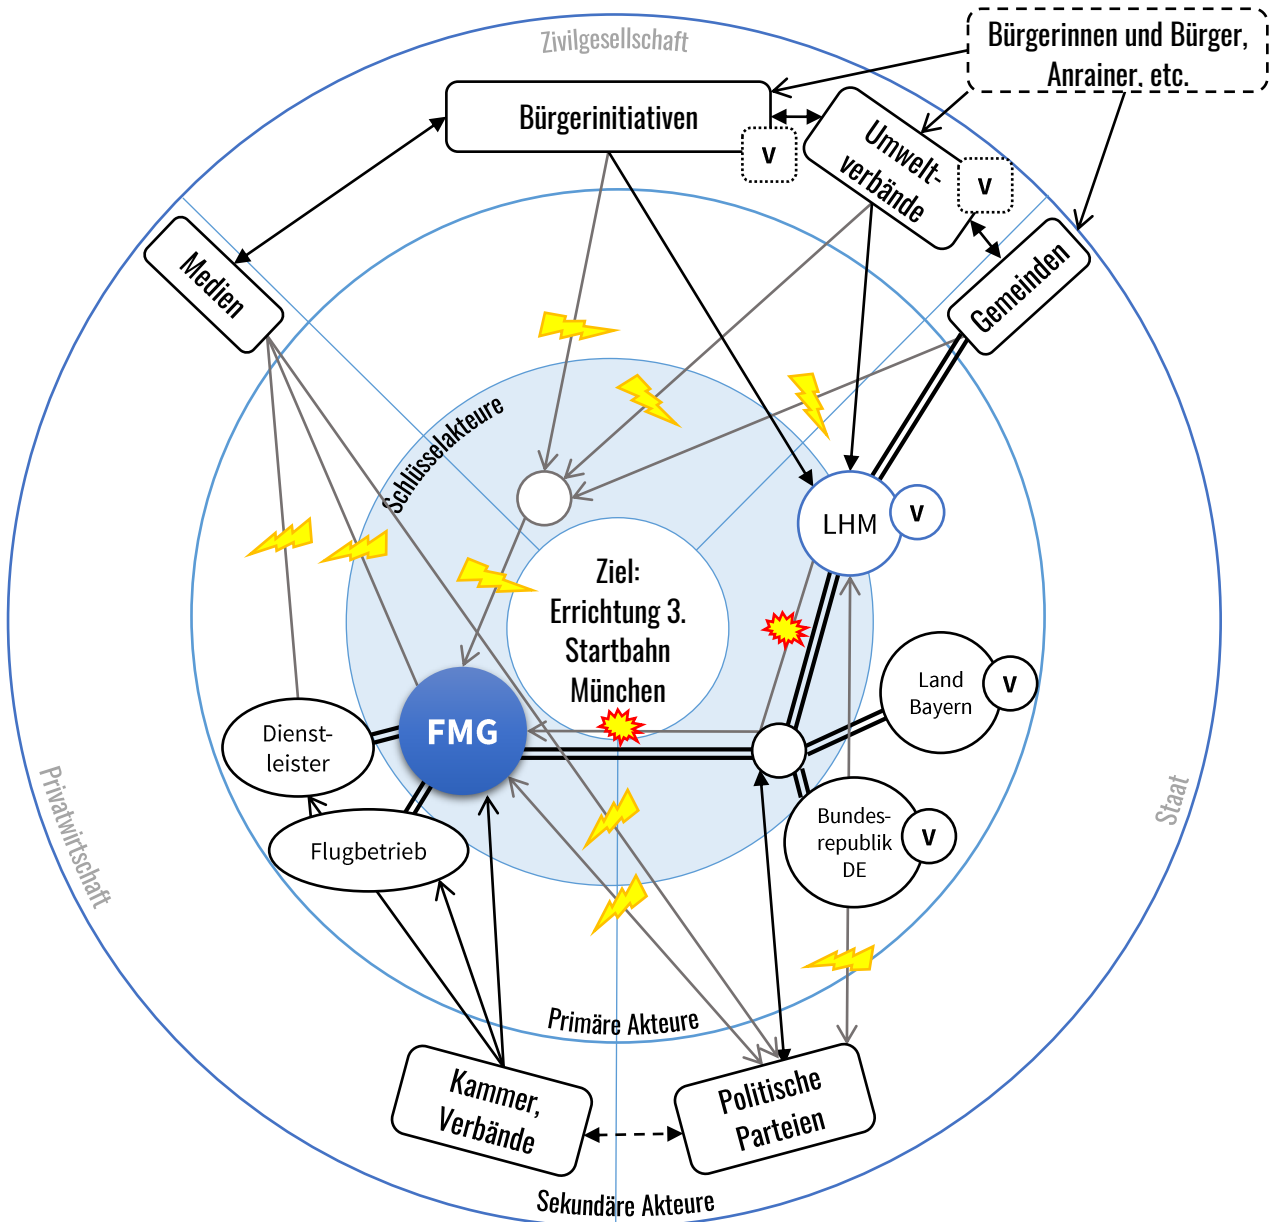 Zivilgesellschaft
Bürgerinnen und Bürger,
Anrainer, etc.
Bürgerinitiativen
V
Umwelt-
verbände
V
Medien
Gemeinden
Schlüsselakteure
LHM
V
Ziel:
Errichtung 3.
Startbahn
München
Land
Bayern
V
FMG
Dienst-
leister
Flugbetrieb
Bundes-
republik
DE
V
Privatwirtschaft
Staat
Primäre Akteure
Kammer,
Verbände
Politische
Parteien
Sekundäre Akteure